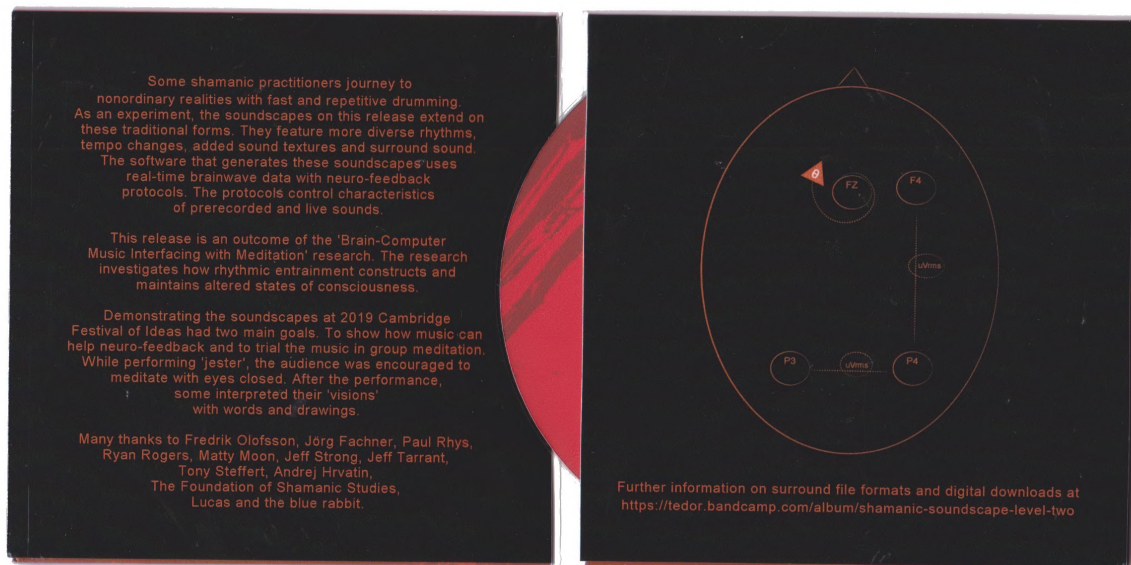 Some shamanic practitioners journey to
nonordinary realities with fast and repetitive drumming.
As an experiment, the soundscapes on this release extend on
these traditional forms. They feature more diverse rhythms,
tempo changes, added sound textures and surround sound.
The software that generates these soundscapes uses
real-time brainwave data with neuro-feedback
protocols. The protocols control characteristics
of prerecorded and live sounds.
This release is an outcome of the 'Brain-Computer
Music Interfacing with Meditation' research. The research
investigates how rhythmic entrainment constructs and
maintains altered states of consciousness.
Demonstrating the soundscapes at 2019 Cambridge
Festival of Ideas had two main goals. To show how music can
help neuro-feedback and to trial the music in group meditation.
While performing 'jester', the audience was encouraged to
meditate with eyes closed. After the performance,
some interpreted their 'visions'
with words and drawings.
Many thanks to Fredrik Olofsson, Jörg Fachner, Paul Rhys,
Ryan Rogers, Matty Moon, Jeff Strong, Jeff Tarrant,
Tony Steffert, Andrej Hrvatin,
The Foundation of Shamanic Studies,
Lucas and the blue rabbit.
θ
FZ
F4
uVrms
P3
uVrms
P4
Further information on surround file formats and digital downloads at
https://tedor.bandcamp.com/album/shamanic-soundscape-level-two